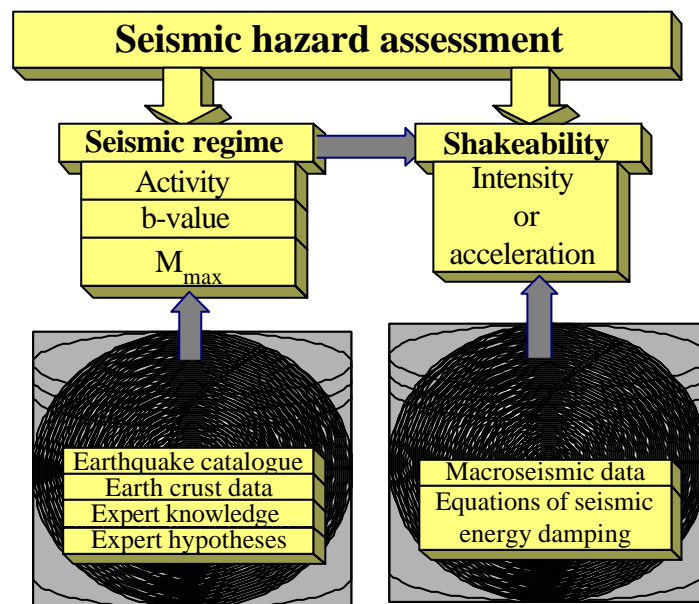 Seismic hazard assessment
Seismic regime
Activity
b-value
M_max
Shakeability
Intensity
or
acceleration
Earthquake catalogue
Earth crust data
Expert knowledge
Expert hypotheses
Macroseismic data
Equations of seismic
energy damping